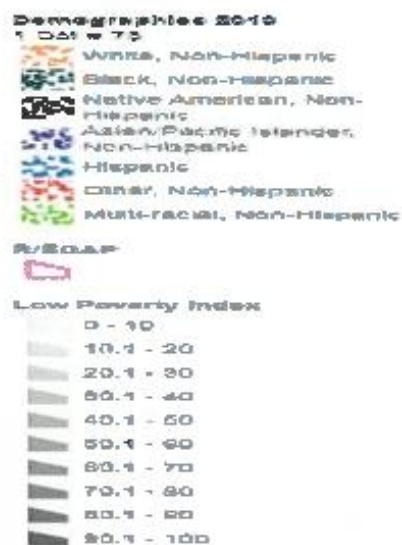 Demographics 2010
1 Dot = 75
White, Non-Hispanic
Black, Non-Hispanic
Native American, Non-
Hispanic
Asian/Pacific Islander,
Non-Hispanic
Hispanic
Other, Non-Hispanic
Multi-racial, Non-Hispanic
R/ECAP
Low Poverty Index
0 - 10
10.1 - 20
20.1 - 30
30.1 - 40
40.1 - 50
50.1 - 60
60.1 - 70
70.1 - 80
80.1 - 90
90.1 - 100